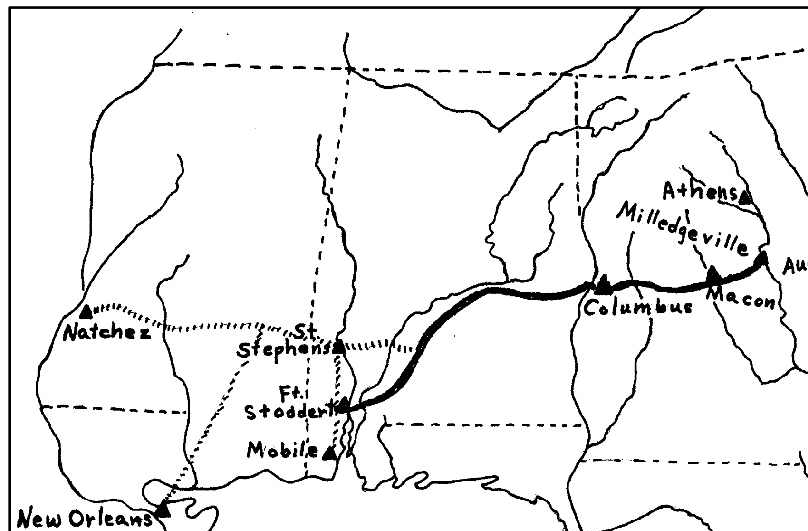 Athens
Milledgeville
Au
Macon
Columbus
Natchez
St.
Stephens
Ft.
Stoddert
Mobile
New Orleans